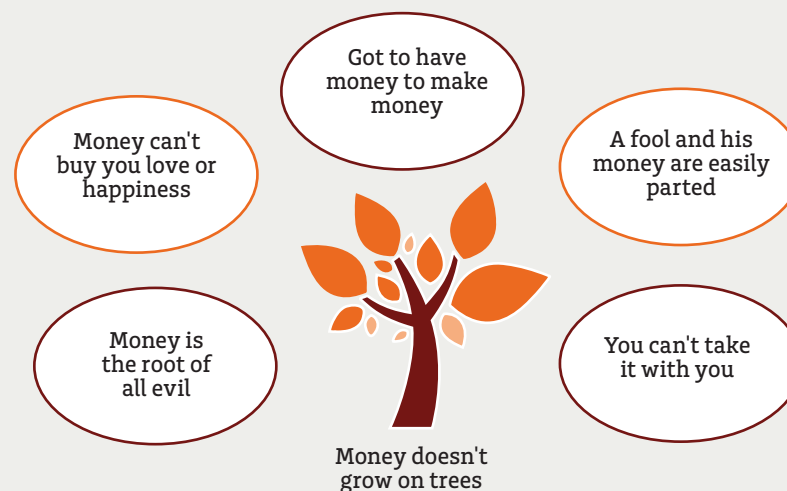 Got to have
money to make
money
Money can't
buy you love or
happiness
A fool and his
money are easily
parted
Money is
the root of
all evil
You can't take
it with you
Money doesn't
grow on trees